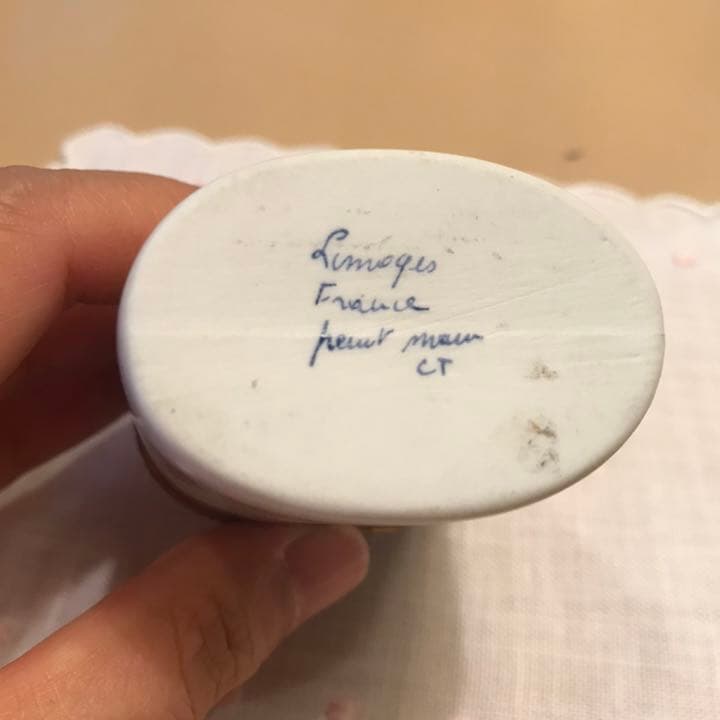 Limoges
France
peint main
CT